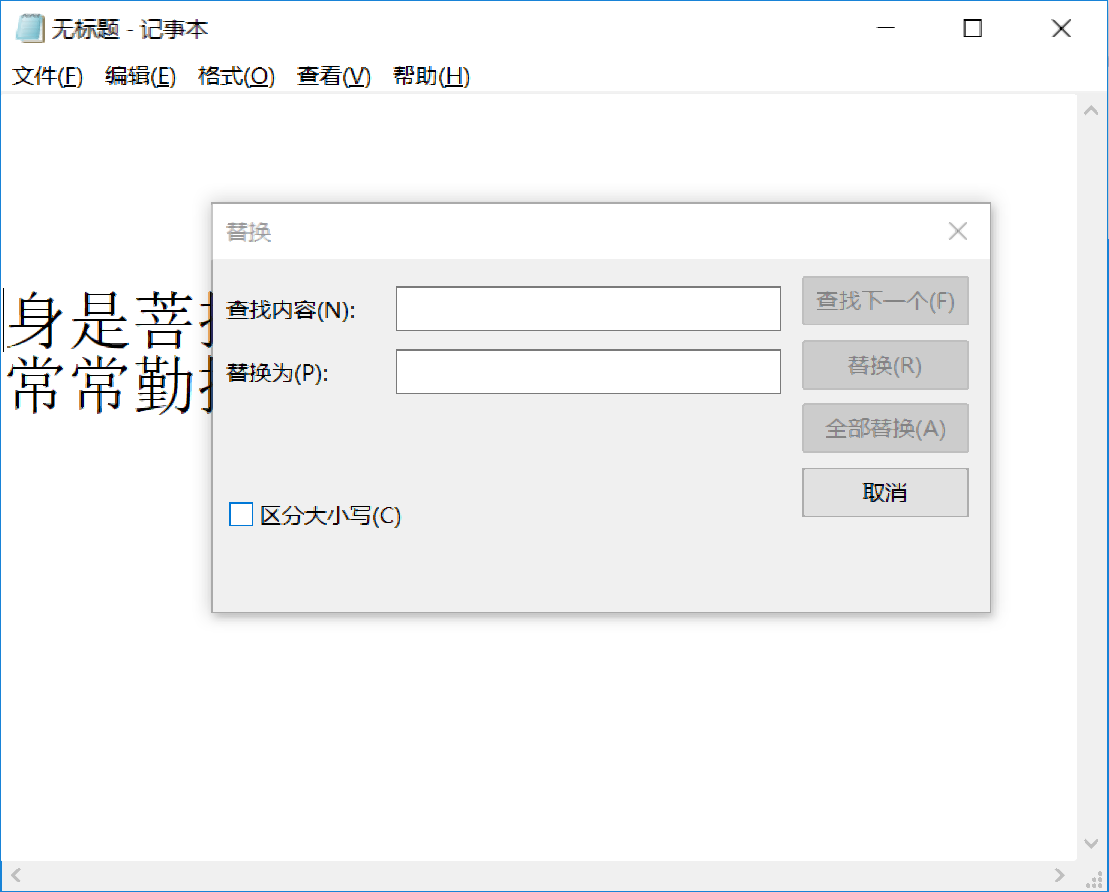 无标题 - 记事本
文件(F) 编辑(E) 格式(O) 查看(V) 帮助(H)
替换
身是菩
常常勤
查找内容(N):
查找下一个(F)
替换为(P):
替换(R)
全部替换(A)
取消
区分大小写(C)